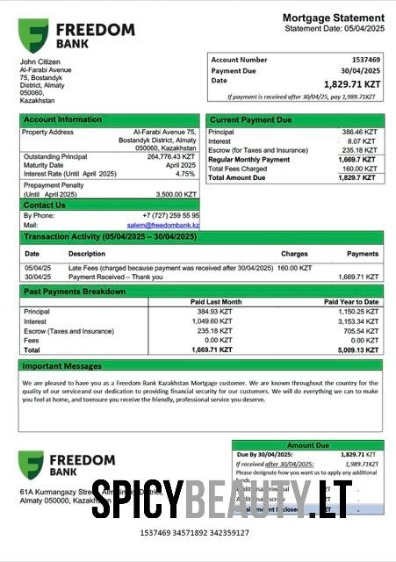 FREEDOM
BANK
Mortgage Statement
Statement Date: 05/04/2025
John Citizen
Al-Farabi Avenue
75, Bostandyk
District, Almaty
050060,
Kazakhstan
Account Number 1537469
Payment Due 30/04/2025
Date
1,829.71 KZT
If payment is received after 30/04/25, pay 1,989.71KZT
Account Information
Property Address Al-Farabi Avenue 75,
Bostandyk District, Almaty
050060, Kazakhstan
Outstanding Principal 264,776.43 KZT
Maturity Date April 2025
Interest Rate (Until April 2025) 4.75%
Prepayment Penalty
(Until April 2025) 3,500.00 KZT
Contact Us
By Phone: +7 (727) 259 55 95
Mail: salem@freedombank.kz
Current Payment Due
Principal 386.46 KZT
Interest 8.07 KZT
Escrow (for Taxes and Insurance) 235.18 KZT
Regular Monthly Payment 1,669.7 KZT
Total Fees Charged 160.00 KZT
Total Amount Due 1,829.7 KZT
Transaction Activity (05/04/2025 – 30/04/2025)
Date Description Charges Payments
05/04/25 Late Fees (charged because payment was received after 30/04/2025) 160.00 KZT
30/04/25 Payment Received – Thank you 1,669.71 KZT
Past Payments Breakdown
Paid Last Month Paid Year to Date
Principal 384.93 KZT 1,150.25 KZT
Interest 1,049.60 KZT 3,153.34 KZT
Escrow (Taxes and Insurance) 235.18 KZT 705.54 KZT
Fees 0.00 KZT 0.00 KZT
Total 1,669.71 KZT 5,009.13 KZT
Important Messages
We are pleased to have you as a Freedom Bank Kazakhstan Mortgage customer. We are known throughout the country for the
quality of our serviceand our dedication to providing financial security for our customers. We will do everything we can to make
you feel at home, and toensure you receive the friendly, professional service you deserve.
FREEDOM
BANK
61A Kurmangazy Street,
Almaty 050000, Kazakhstan
Amount Due
Due By 30/04/2025: 1,829.71 KZT
If received after 30/04/2025: 1,989.71KZT
Please designate how you want us to apply any additional
SPICYBEAUTY.LT
1537469 34571892 342359127